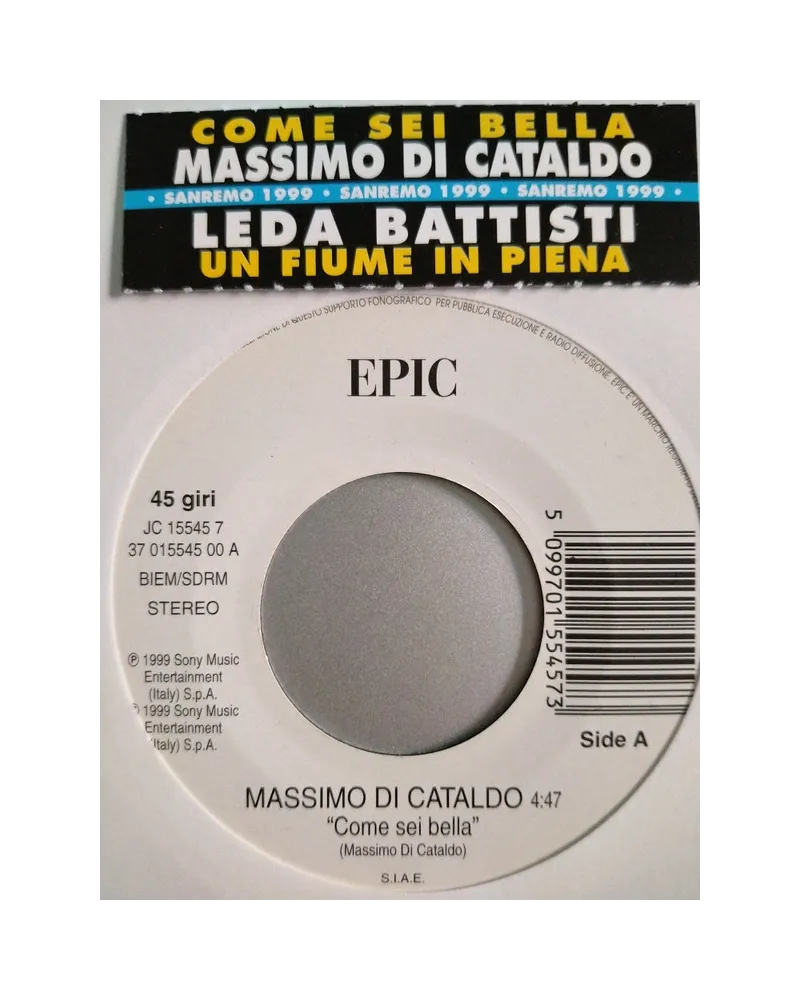 COME SEI BELLA
MASSIMO DI CATALDO
• SANREMO 1999 • SANREMO 1999 • SANREMO 1999 •
LEDA BATTISTI
UN FIUME IN PIENA
DI QUESTO SUPPORTO FONOGRAFICO PER PUBBLICA ESECUZIONE E RADIO DIFFUSIONE. EPIC E UN MARCHIO
EPIC
45 giri
JC 15545 7
37 015545 00 A
BIEM/SDRM
STEREO
℗ 1999 Sony Music
Entertainment
(Italy) S.p.A.
1999 Sony Music
Entertainment
(Italy) S.p.A.
5 099701 554573
Side A
MASSIMO DI CATALDO 4:47
“Come sei bella”
(Massimo Di Cataldo)
S.I.A.E.